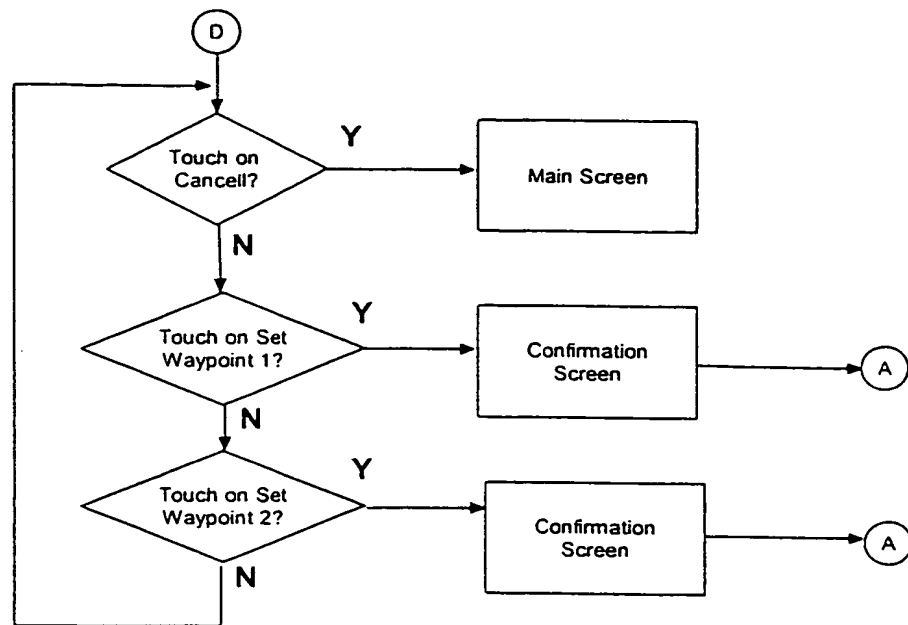 D
Y
Touch on
Cancell?
Main Screen
N
Y
Touch on Set
Waypoint 1?
Confirmation
Screen
A
N
Y
Touch on Set
Waypoint 2?
Confirmation
Screen
A
N